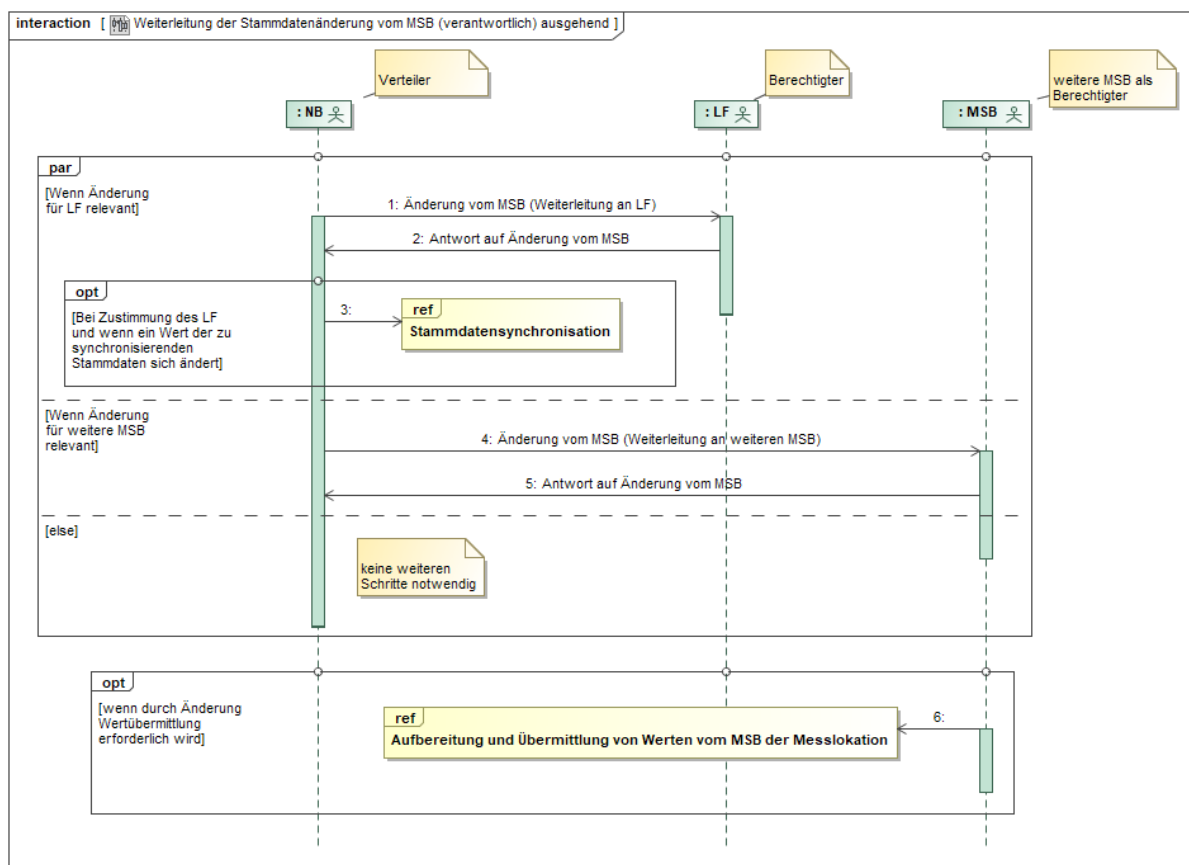 interaction [ Weiterleitung der Stammdatenänderung vom MSB (verantwortlich) ausgehend ]
Verteiler
Berechtigter
weitere MSB als
Berechtigter
: NB
: LF
: MSB
par
[Wenn Änderung
für LF relevant]
1: Änderung vom MSB (Weiterleitung an LF)
2: Antwort auf Änderung vom MSB
opt
[Bei Zustimmung des LF
und wenn ein Wert der zu
synchronisierenden
Stammdaten sich ändert]
3:
ref
Stammdatensynchronisation
[Wenn Änderung
für weitere MSB
relevant]
4: Änderung vom MSB (Weiterleitung an weiteren MSB)
5: Antwort auf Änderung vom MSB
[else]
keine weiteren
Schritte notwendig
opt
[wenn durch Änderung
Wertübermittlung
erforderlich wird]
ref
Aufbereitung und Übermittlung von Werten vom MSB der Messlokation
6: